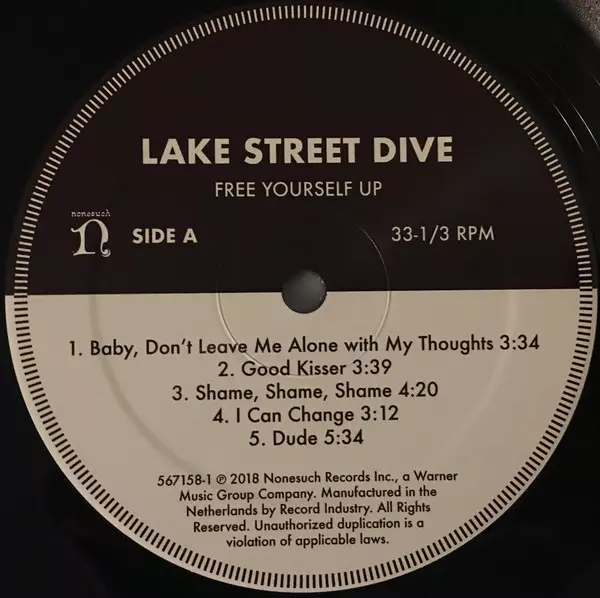 LAKE STREET DIVE
FREE YOURSELF UP
nonesuch
n SIDE A 33-1/3 RPM
1. Baby, Don't Leave Me Alone with My Thoughts 3:34
2. Good Kisser 3:39
3. Shame, Shame, Shame 4:20
4. I Can Change 3:12
5. Dude 5:34
567158-1 ℗ 2018 Nonesuch Records Inc., a Warner
Music Group Company. Manufactured in the
Netherlands by Record Industry. All Rights
Reserved. Unauthorized duplication is a
violation of applicable laws.